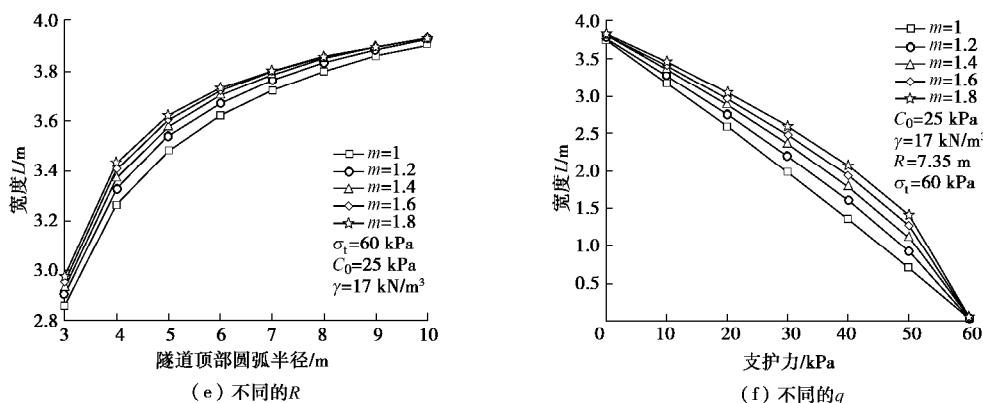 4.0
3.8
3.6
3.4
3.2
3.0
2.8
宽度L/m
3 4 5 6 7 8 9 10
隧道顶部圆弧半径/m
m=1
m=1.2
m=1.4
m=1.6
m=1.8
σt=60 kPa
C0=25 kPa
γ=17 kN/m³
(e)不同的R
4.0
3.5
3.0
2.5
2.0
1.5
1.0
0.5
宽度L/m
0 10 20 30 40 50 60
支护力/kPa
m=1
m=1.2
m=1.4
m=1.6
m=1.8
C0=25 kPa
γ=17 kN/m³
R=7.35 m
σt=60 kPa
(f)不同的q